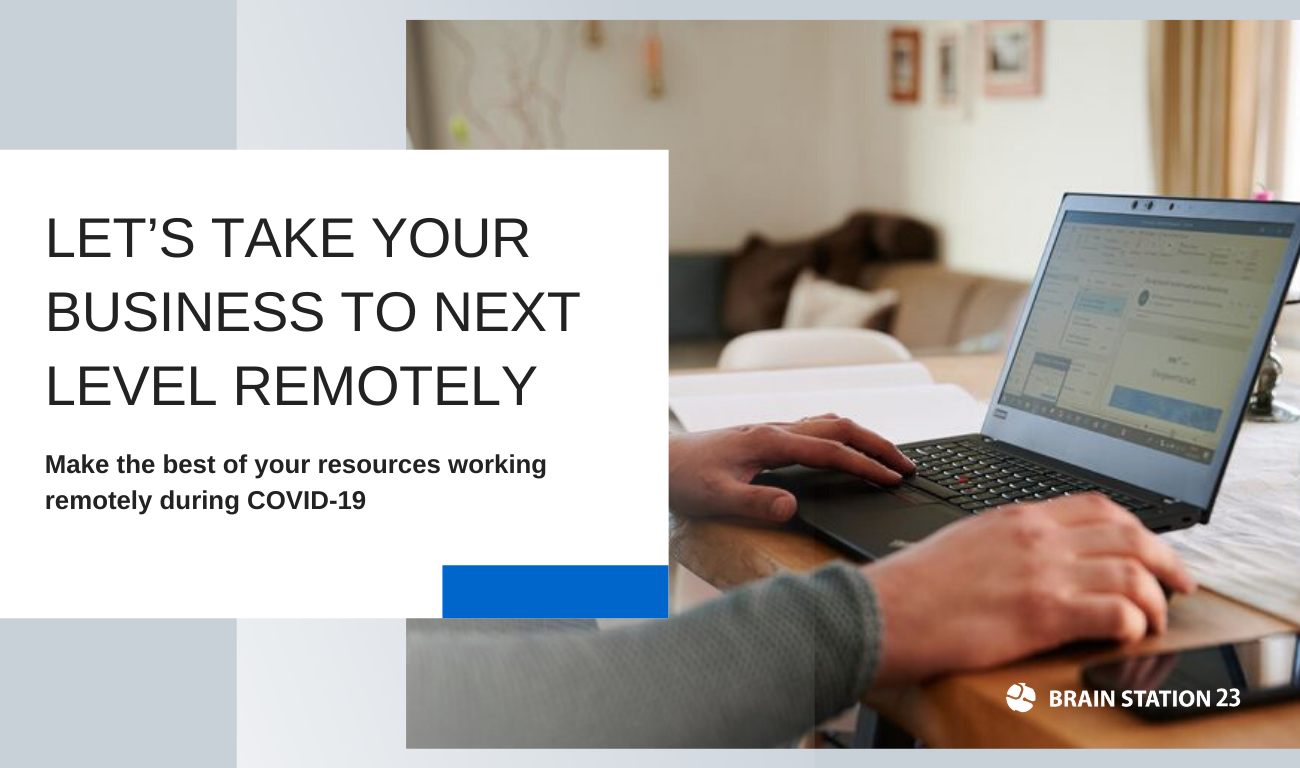 LET’S TAKE YOUR
BUSINESS TO NEXT
LEVEL REMOTELY
Make the best of your resources working
remotely during COVID-19
BRAIN STATION 23